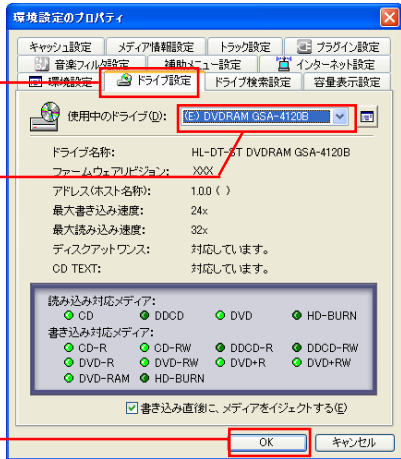 環境設定のプロパティ
キャッシュ設定 メディア情報設定 トラック設定 プラグイン設定
音楽フィルタ設定 補助メニュー設定 インターネット設定
環境設定 ドライブ設定 ドライブ検索設定 容量表示設定
使用中のドライブ(D): (E:) DVDRAM GSA-4120B
ドライブ名称: HL-DT-ST DVDRAM GSA-4120B
ファームウェアリビジョン: XXX
アドレス(ホスト名称): 1.0.0 ( )
最大書き込み速度: 24x
最大読み込み速度: 32x
ディスクアットワンス: 対応しています。
CD TEXT: 対応しています。
読み込み対応メディア:
CD DDCD DVD HD-BURN
書き込み対応メディア:
CD-R CD-RW DDCD-R DDCD-RW
DVD-R DVD-RW DVD+R DVD+RW
DVD-RAM HD-BURN
書き込み直後に、メディアをイジェクトする(E)
OK キャンセル